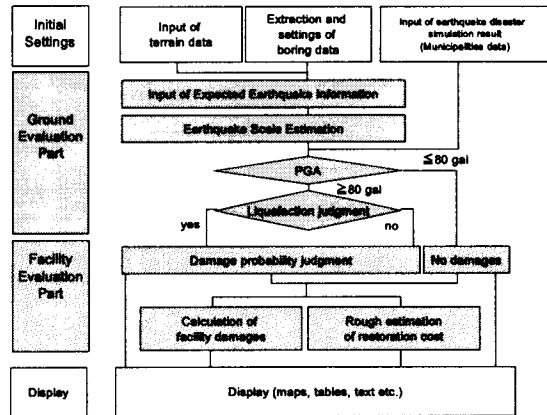 Initial
Settings
Input of
terrain data
Extraction and
settings of
boring data
Input of earthquake disaster
simulation result
(Municipalities data)
Ground
Evaluation
Part
Input of Expected Earthquake Information
Earthquake Scale Estimation
PGA
≦80 gal
≧80 gal
Liquefaction judgment
yes
no
Facility
Evaluation
Part
Damage probability judgment
No damages
Calculation of
facility damages
Rough estimation
of restoration cost
Display
Display (maps, tables, text etc.)